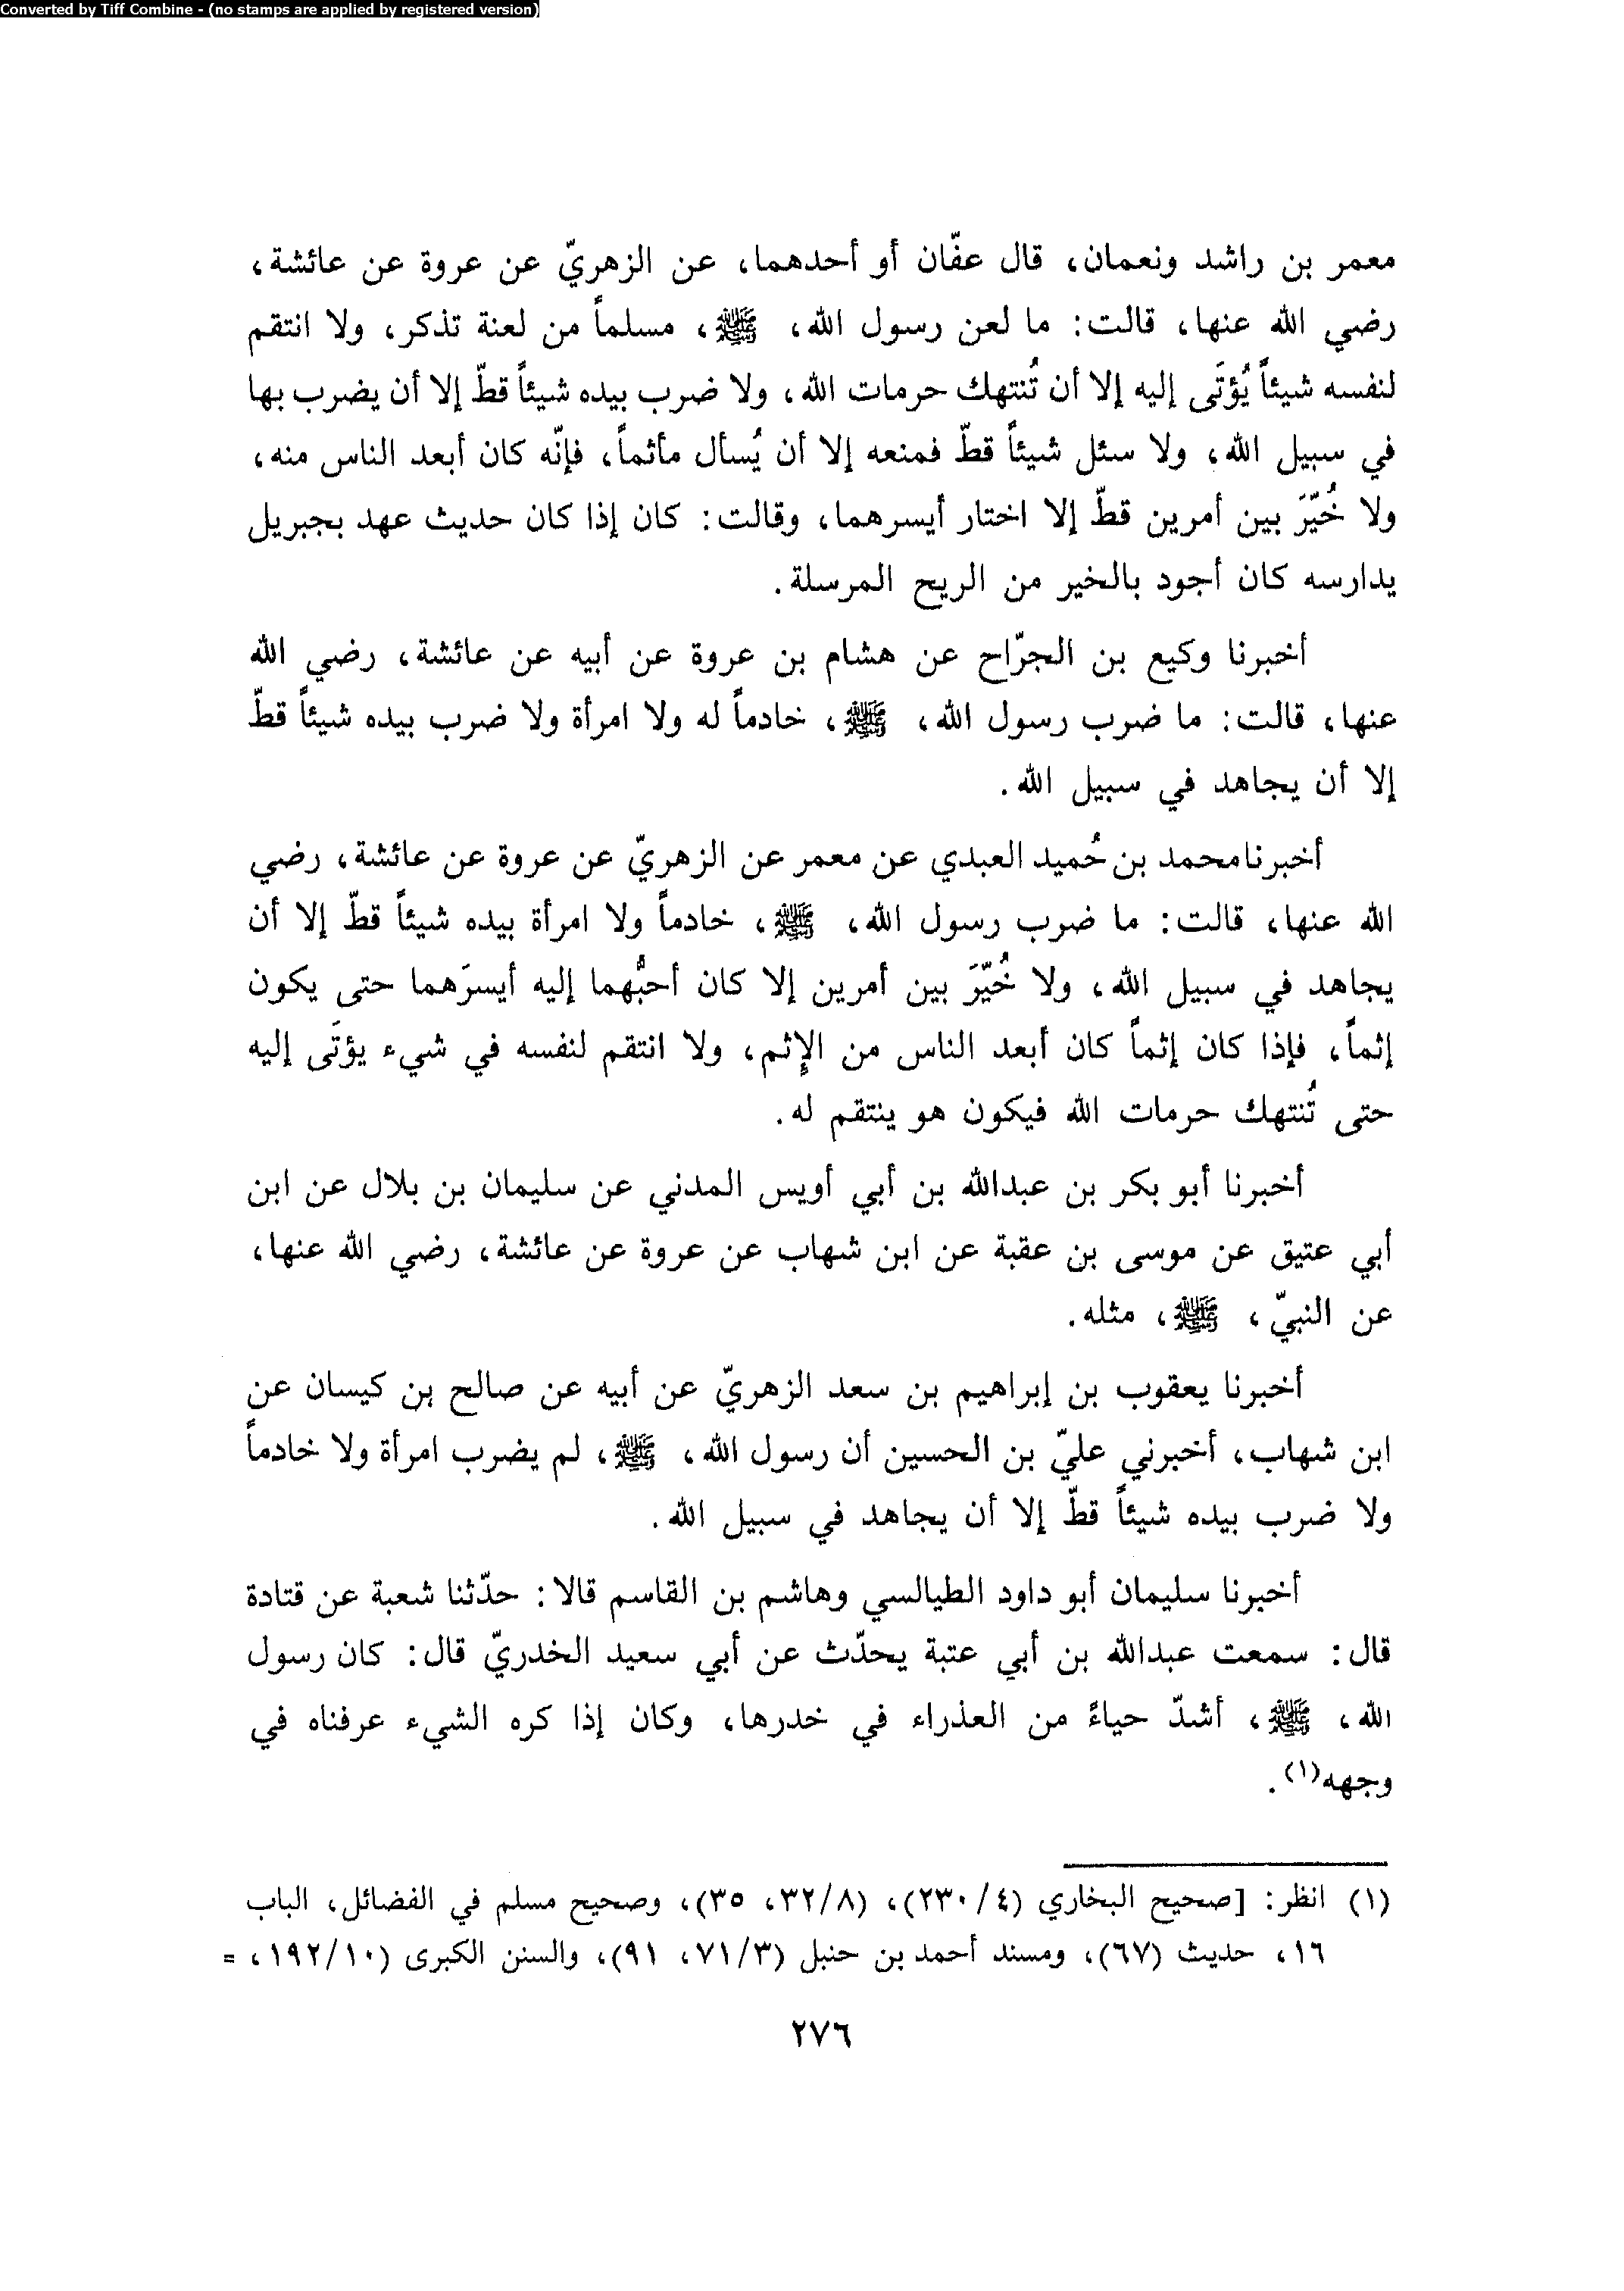 Converted by Tiff Combine - (no stamps are applied by registered version)
معمر بن راشد ونعمان، قال عفّان أو أحدهما، عن الزهريّ عن عروة عن عائشة،
رضي الله عنها، قالت: ما لعن رسول الله، ﷺ، مسلماً من لعنة تذكر، ولا انتقم
لنفسه شيئاً يُؤتَى إليه إلا أن تُنتهك حرمات الله، ولا ضرب بيده شيئاً قطّ إلا أن يضرب بها
في سبيل الله، ولا سئل شيئاً قطّ فمنعه إلا أن يُسأل مأثماً، فإنّه كان أبعد الناس منه،
ولا خُيّرَ بين أمرين قطّ إلا اختار أيسرهما، وقالت: كان إذا كان حديث عهد بجبريل
يدارسه كان أجود بالخير من الريح المرسلة.
أخبرنا وكيع بن الجرّاح عن هشام بن عروة عن أبيه عن عائشة، رضي الله
عنها، قالت: ما ضرب رسول الله، ﷺ، خادماً له ولا امرأة ولا ضرب بيده شيئاً قطّ
إلا أن يجاهد في سبيل الله.
أخبرنا محمد بن حُميد العبدي عن معمر عن الزهريّ عن عروة عن عائشة، رضي
الله عنها، قالت: ما ضرب رسول الله، ﷺ، خادماً ولا امرأة بيده شيئاً قطّ إلا أن
يجاهد في سبيل الله، ولا خُيّرَ بين أمرين إلا كان أحبُّهما إليه أيسرَهما حتى يكون
إثماً، فإذا كان إثماً كان أبعد الناس من الإثم، ولا انتقم لنفسه في شيء يؤتَى إليه
حتى تُنتهك حرمات الله فيكون هو ينتقم له.
أخبرنا أبو بكر بن عبدالله بن أبي أويس المدني عن سليمان بن بلال عن ابن
أبي عتيق عن موسى بن عقبة عن ابن شهاب عن عروة عن عائشة، رضي الله عنها،
عن النبيّ، ﷺ، مثله.
أخبرنا يعقوب بن إبراهيم بن سعد الزهريّ عن أبيه عن صالح بن كيسان عن
ابن شهاب، أخبرني عليّ بن الحسين أن رسول الله، ﷺ، لم يضرب امرأة ولا خادماً
ولا ضرب بيده شيئاً قطّ إلا أن يجاهد في سبيل الله.
أخبرنا سليمان أبو داود الطيالسي وهاشم بن القاسم قالا: حدّثنا شعبة عن قتادة
قال: سمعت عبدالله بن أبي عتبة يحدّث عن أبي سعيد الخدريّ قال: كان رسول
الله، ﷺ، أشدّ حياءً من العذراء في خدرها، وكان إذا كره الشيء عرفناه في
وجهه(١).
(١) انظر: [صحيح البخاري (٢٣٠/٤)، (٣٢/٨، ٣٥)، وصحيح مسلم في الفضائل، الباب
١٦، حديث (٦٧)، ومسند أحمد بن حنبل (٧١/٣، ٩١)، والسنن الكبرى (١٩٢/١٠، =
٢٧٦